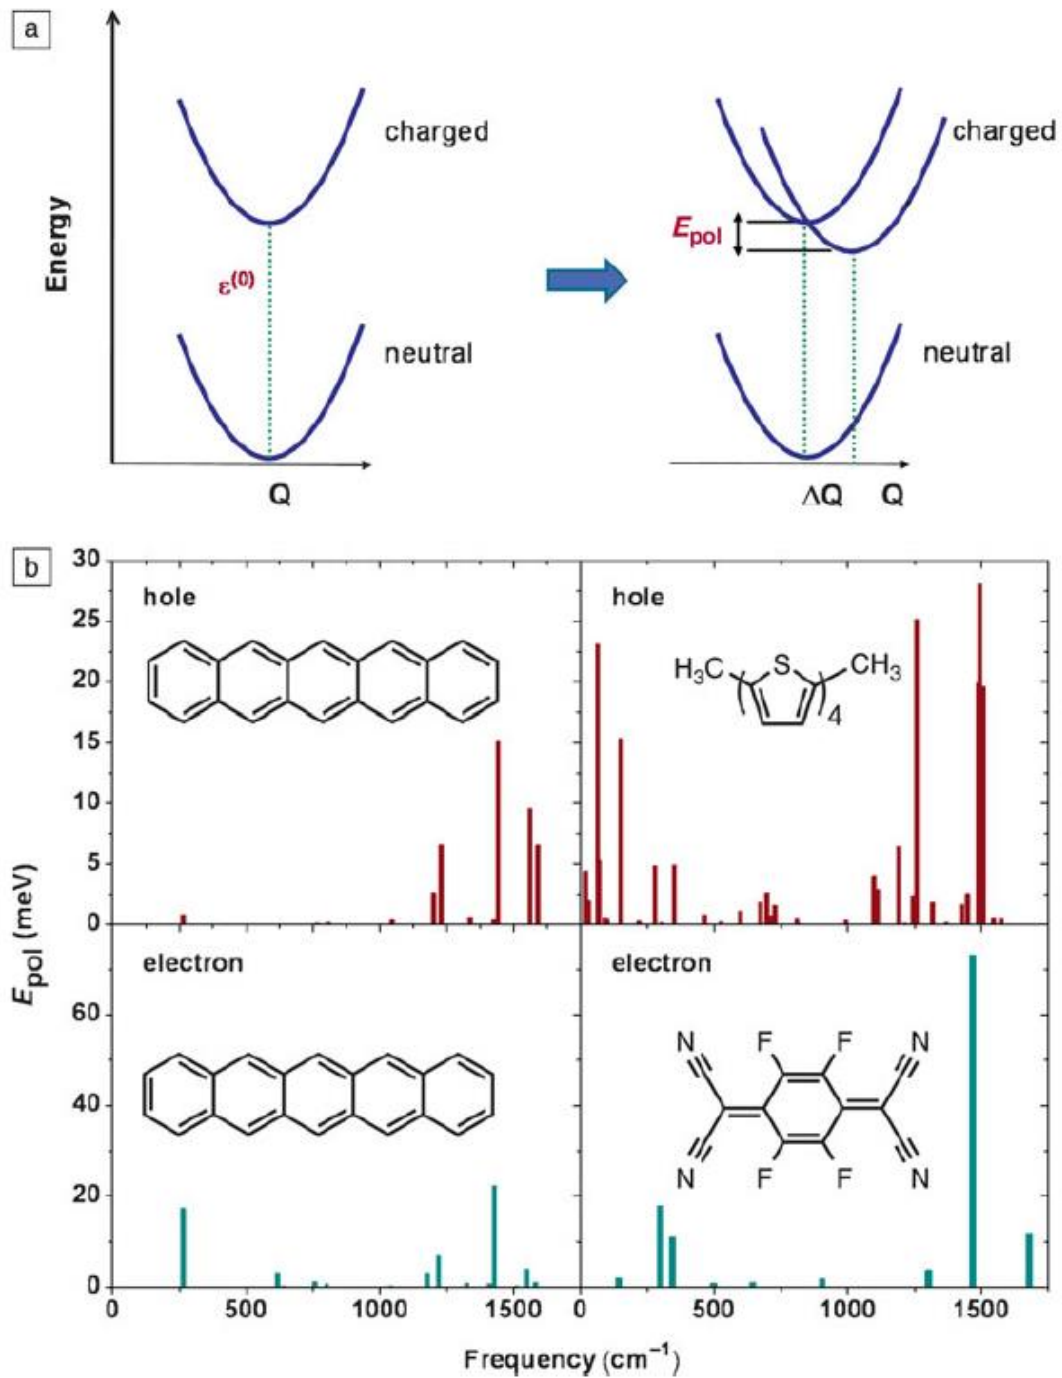 a
Energy
charged
ε(0)
neutral
Q
charged
Epol
neutral
ΔQ Q
b
Epol (meV)
30
25
20
15
10
5
0
hole
hole
H3C ( S )4 CH3
60
40
20
0
electron
electron
N F F N
N F F N
0 500 1000 1500 0 500 1000 1500
Frequency (cm−1)